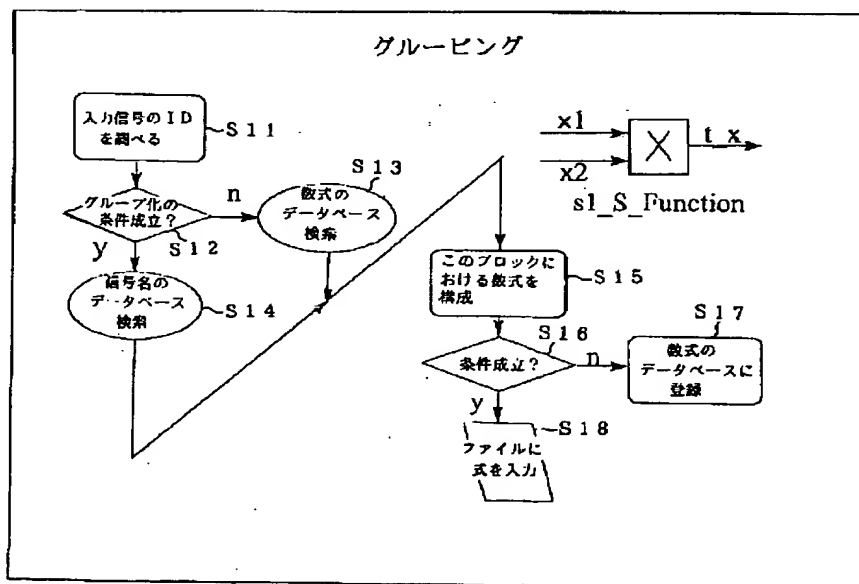 グルーピング
入力信号のID
を調べる
S11
グループ化の
条件成立?
S12
n
y
数式の
データベース
検索
S13
信号名の
データベース
検索
S14
x1
x2
X
t_x
s1_S_Function
このブロックに
おける数式を
構成
S15
条件成立?
S16
n
y
数式の
データベースに
登録
S17
ファイルに
式を入力
S18